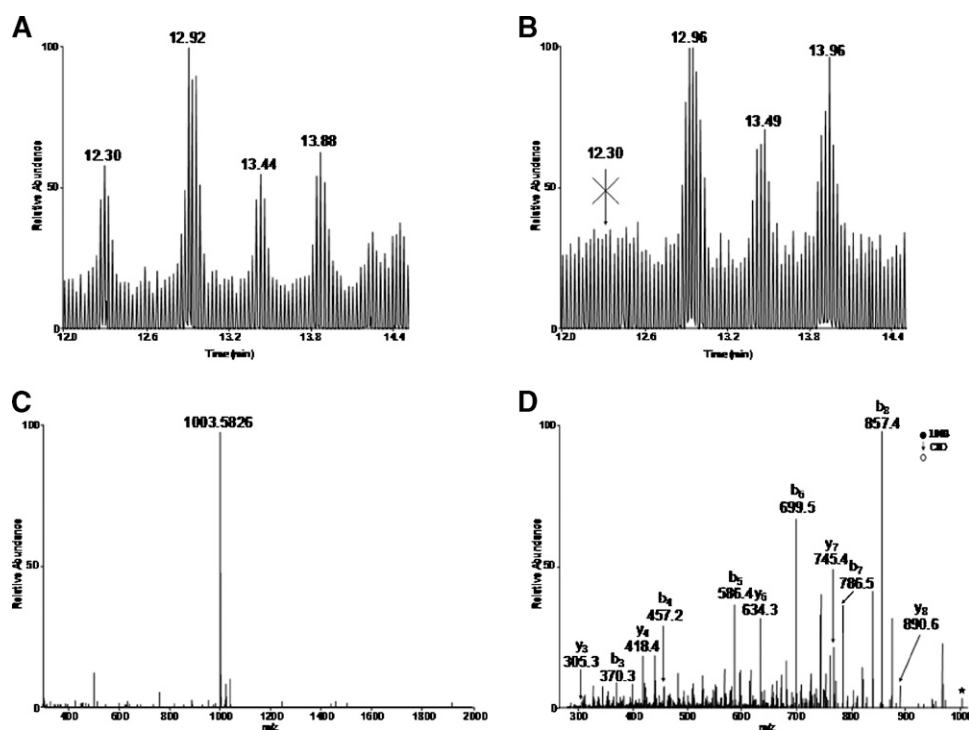 A
12.92
100
13.88
12.30
13.44
50
0
Relative Abundance
12.0 12.6 13.2 13.8 14.4
Time (min)
B
12.96
13.96
100
13.49
12.30
50
0
Relative Abundance
12.0 12.6 13.2 13.8 14.4
Time (min)
C
1003.5826
100
50
0
Relative Abundance
400 600 800 1000 1200 1400 1600 1800 2000
m/z
D
b8
857.4
100
b6
699.5
y7
745.4
b7
786.5
b5
586.4
y6
634.3
b4
457.2
y8
890.6
y4
418.4
y3
305.3
b3
370.3
50
0
Relative Abundance
300 400 500 600 700 800 900 1000
m/z